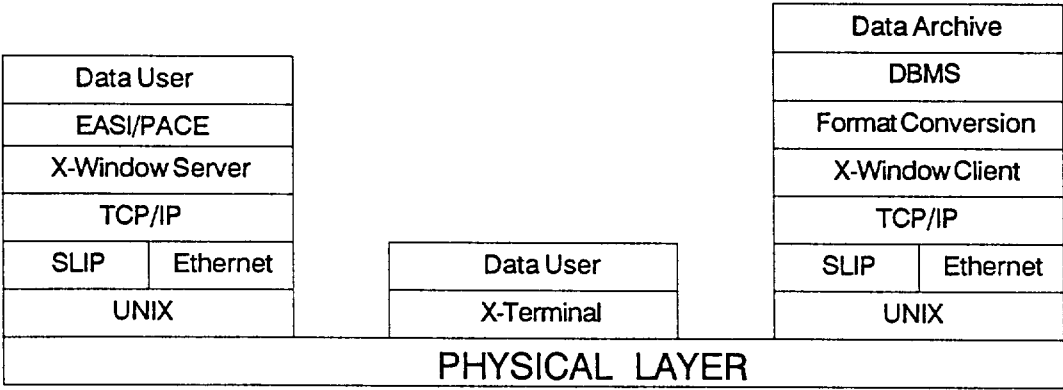 Data User
EASI/PACE
X-Window Server
TCP/IP
SLIP Ethernet
UNIX
Data User
X-Terminal
Data Archive
DBMS
Format Conversion
X-Window Client
TCP/IP
SLIP Ethernet
UNIX
PHYSICAL LAYER